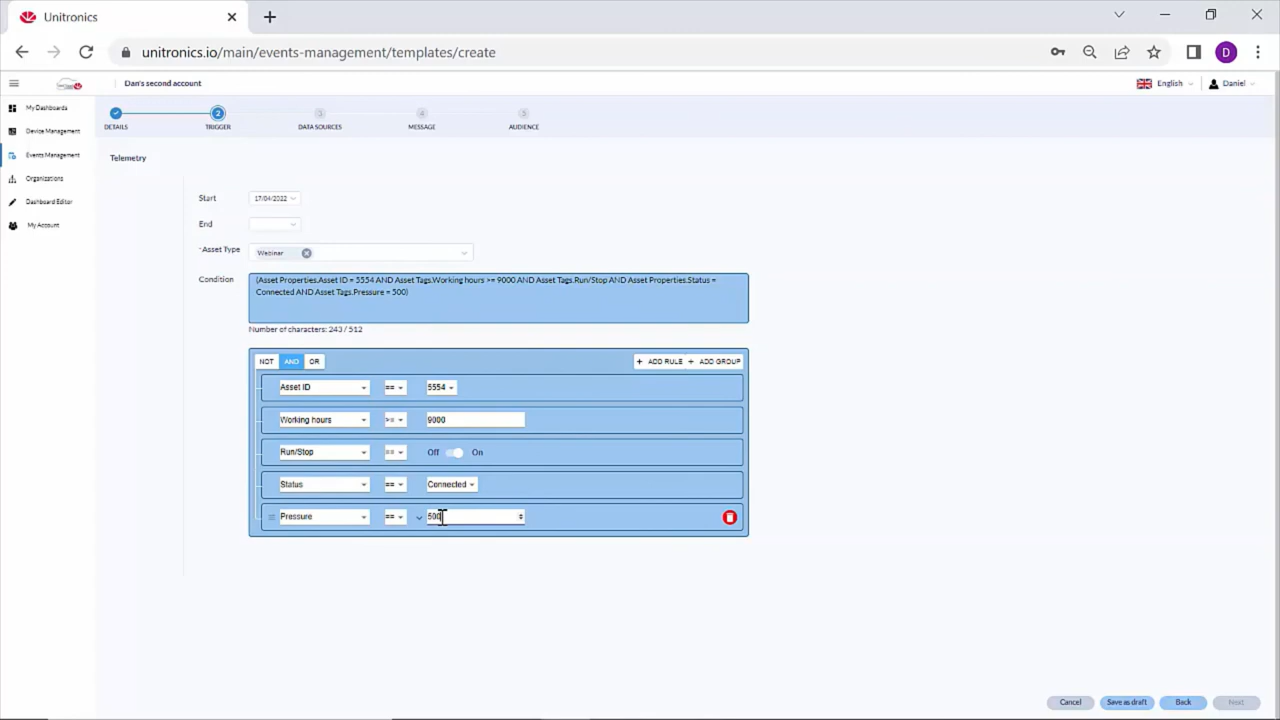 Unitronics
unitronics.io/main/events-management/templates/create
D
Dan's second account
English
Daniel
My Dashboards
Device Management
Events Management
Organizations
Dashboard Editor
My Account
DETAILS
2
TRIGGER
3
DATA SOURCES
4
MESSAGE
5
AUDIENCE
Telemetry
Start
17/04/2022
End
*Asset Type
Webinar
Condition
(Asset Properties.Asset ID = 5554 AND Asset Tags.Working hours >= 9000 AND Asset Tags.Run/Stop AND Asset Properties.Status =
Connected AND Asset Tags.Pressure = 500)
Number of characters: 243 / 512
NOT AND OR
+ ADD RULE + ADD GROUP
Asset ID == 5554
Working hours >= 9000
Run/Stop == Off On
Status == Connected
Pressure == 500
Cancel
Save as draft
Back
Next